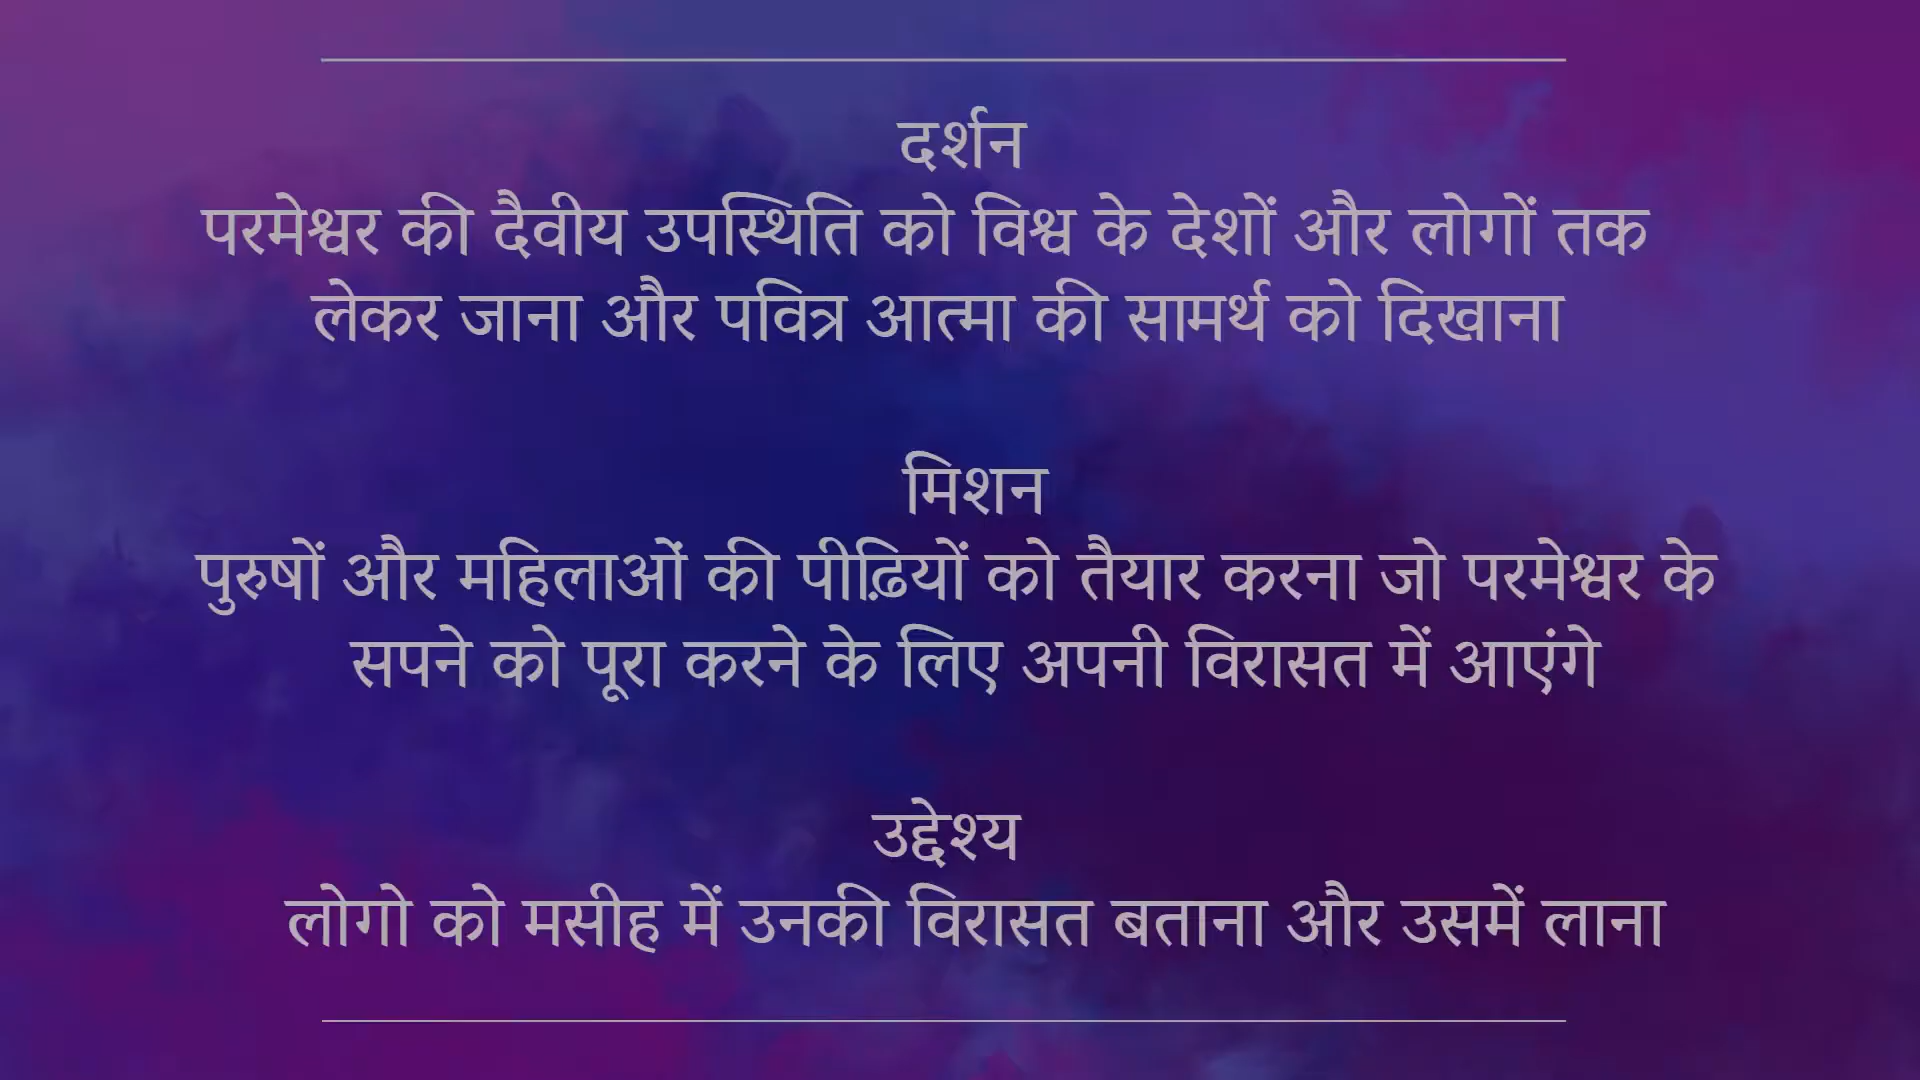 दर्शन
परमेश्वर की दैवीय उपस्थिति को विश्व के देशों और लोगों तक
लेकर जाना और पवित्र आत्मा की सामर्थ को दिखाना
मिशन
पुरुषों और महिलाओं की पीढ़ियों को तैयार करना जो परमेश्वर के
सपने को पूरा करने के लिए अपनी विरासत में आएंगे
उद्देश्य
लोगो को मसीह में उनकी विरासत बताना और उसमें लाना